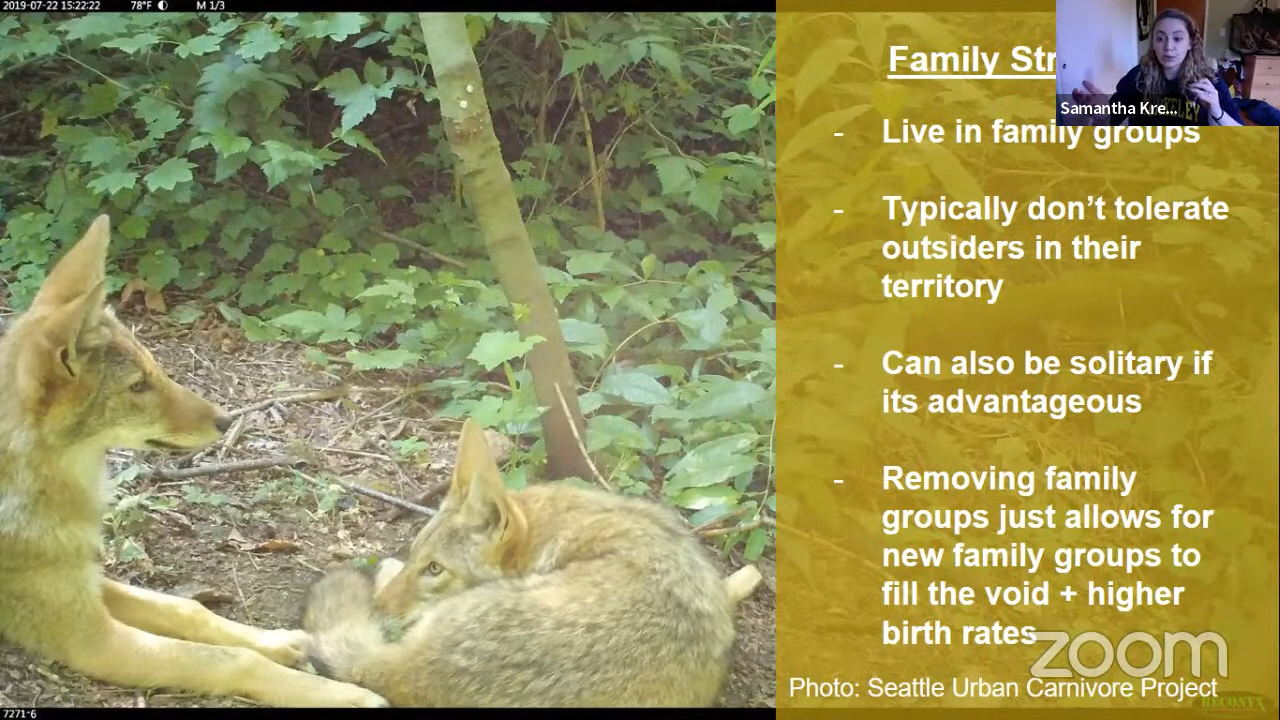 2019-07-22 15:22:22 78°F M 1/3
Family Str
Samantha Kre...
- Live in family groups
- Typically don’t tolerate
outsiders in their
territory
- Can also be solitary if
its advantageous
- Removing family
groups just allows for
new family groups to
fill the void + higher
birth rates
zoom
Photo: Seattle Urban Carnivore Project
RECONYX
7271-6